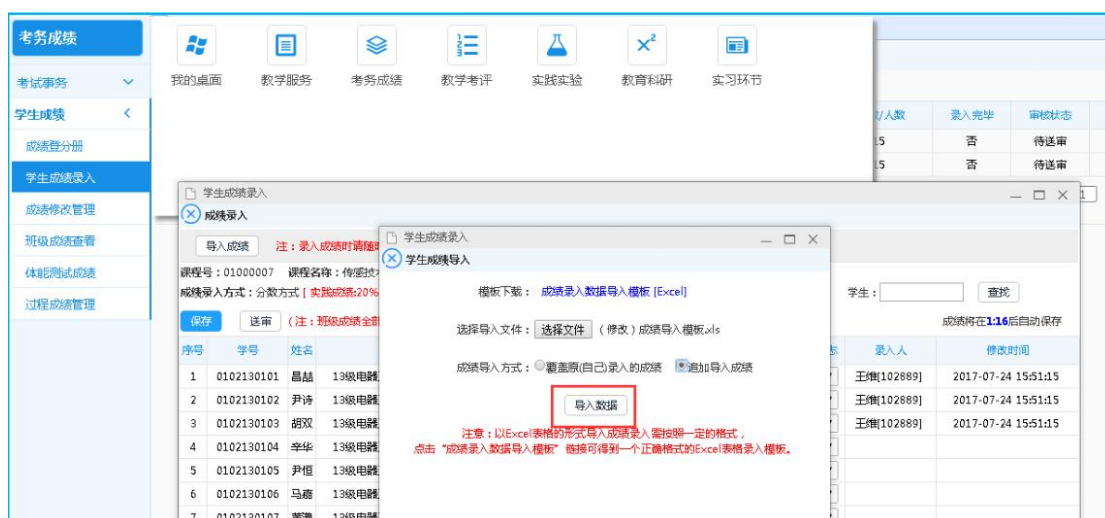 考务成绩
考试事务
学生成绩
成绩登分册
学生成绩录入
成绩修改管理
班级成绩查看
体能测试成绩
过程成绩管理
我的桌面 教学服务 考务成绩 教学考评 实践实验 教育科研 实习环节
/人数 录入完毕 审核状态
15 否 待送审
15 否 待送审
1
学生成绩录入
成绩录入
导入成绩 注：录入成绩时请随
课程号：01000007 课程名称：传感技
成绩录入方式：分数方式 [ 实践成绩:20%
学生： 查找
保存 送审 (注：班级成绩全部
成绩将在1:16后自动保存
学生成绩录入
学生成绩导入
模板下载： 成绩录入数据导入模板 [Excel]
选择导入文件： 选择文件 (修改) 成绩导入模板.xls
成绩导入方式： 覆盖原(自己)录入的成绩 追加导入成绩
导入数据
注意：以Excel表格的形式导入成绩录入需按照一定的格式，
点击“成绩录入数据导入模板”链接可得到一个正确格式的Excel表格录入模板。
序号 学号 姓名 录入人 修改时间
1 0102130101 昌喆 13级电器 王维[102889] 2017-07-24 15:51:15
2 0102130102 尹诗 13级电器 王维[102889] 2017-07-24 15:51:15
3 0102130103 胡双 13级电器 王维[102889] 2017-07-24 15:51:15
4 0102130104 辛华 13级电器
5 0102130105 尹恒 13级电器
6 0102130106 马 13级电器
7 0102130107 13级电器